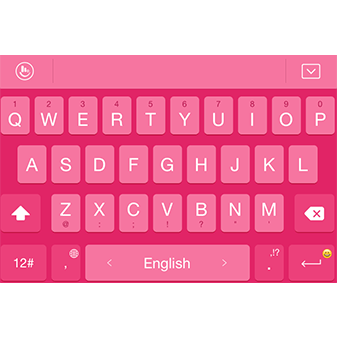 1 2 3 4 5 6 7 8 9 0
Q W E R T Y U I O P
A S D F G H J K L
Z X C V B N M
@ : ; ! ? /
12# , < English > . ,!?